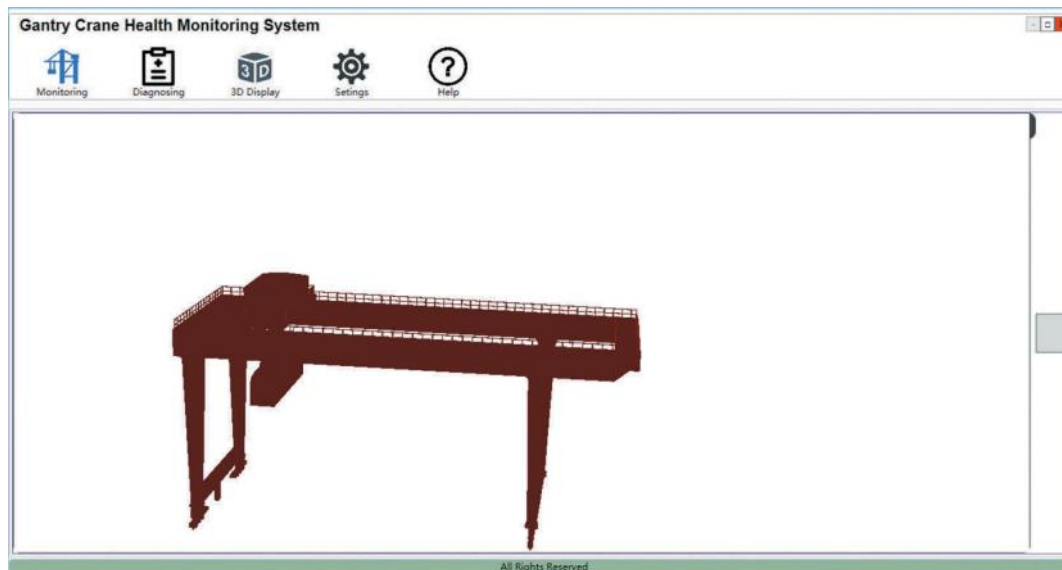 Gantry Crane Health Monitoring System
3D
Monitoring Diagnosing 3D Display Setings Help
All Rights Reserved